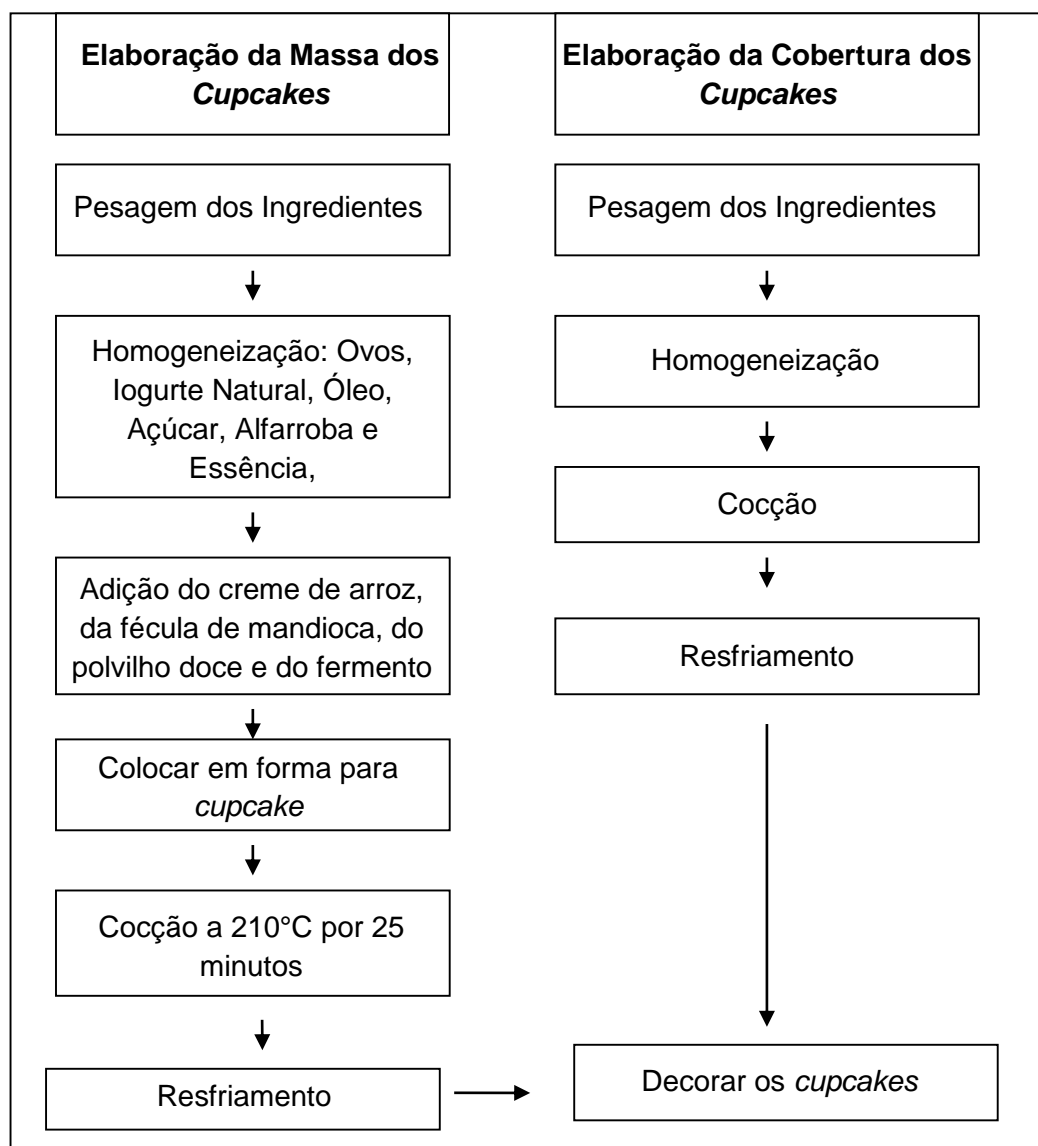 Elaboração da Massa dos
Cupcakes
Pesagem dos Ingredientes
Homogeneização: Ovos,
Iogurte Natural, Óleo,
Açúcar, Alfarroba e
Essência,
Adição do creme de arroz,
da fécula de mandioca, do
polvilho doce e do fermento
Colocar em forma para
cupcake
Cocção a 210°C por 25
minutos
Resfriamento
Elaboração da Cobertura dos
Cupcakes
Pesagem dos Ingredientes
Homogeneização
Cocção
Resfriamento
Decorar os cupcakes